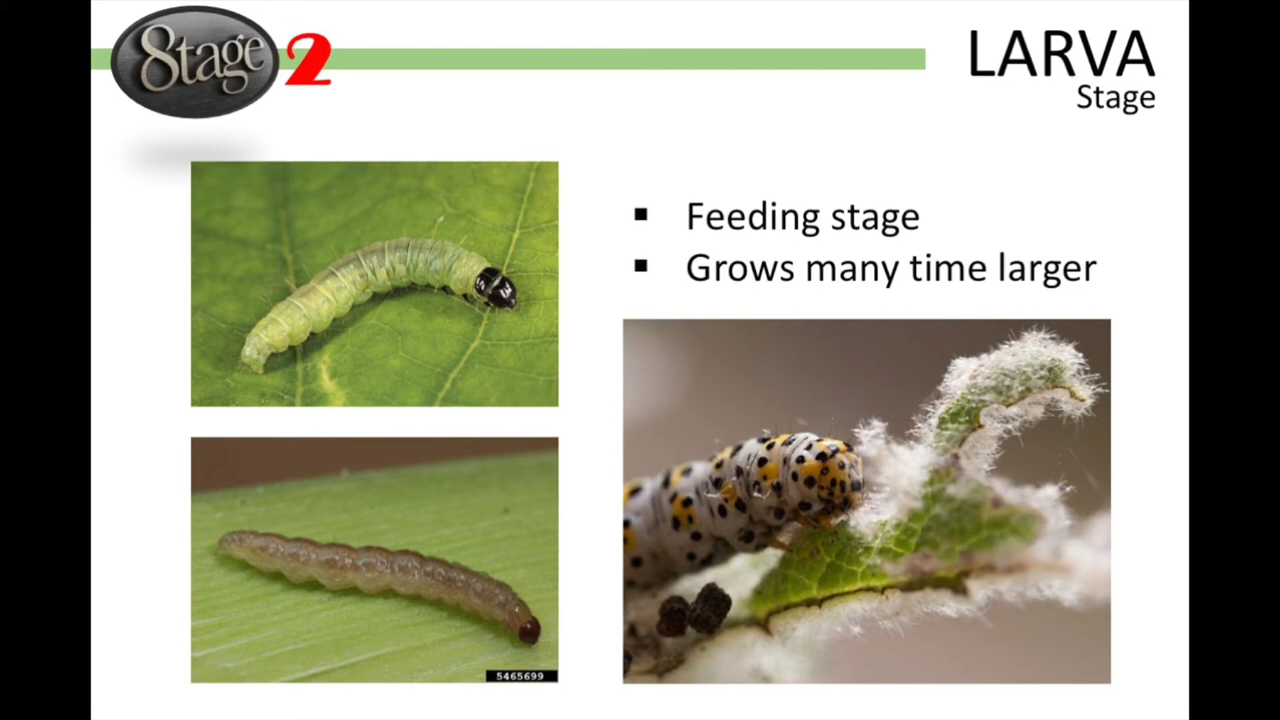 Stage 2
LARVA
Stage
▪ Feeding stage
▪ Grows many time larger
5465699